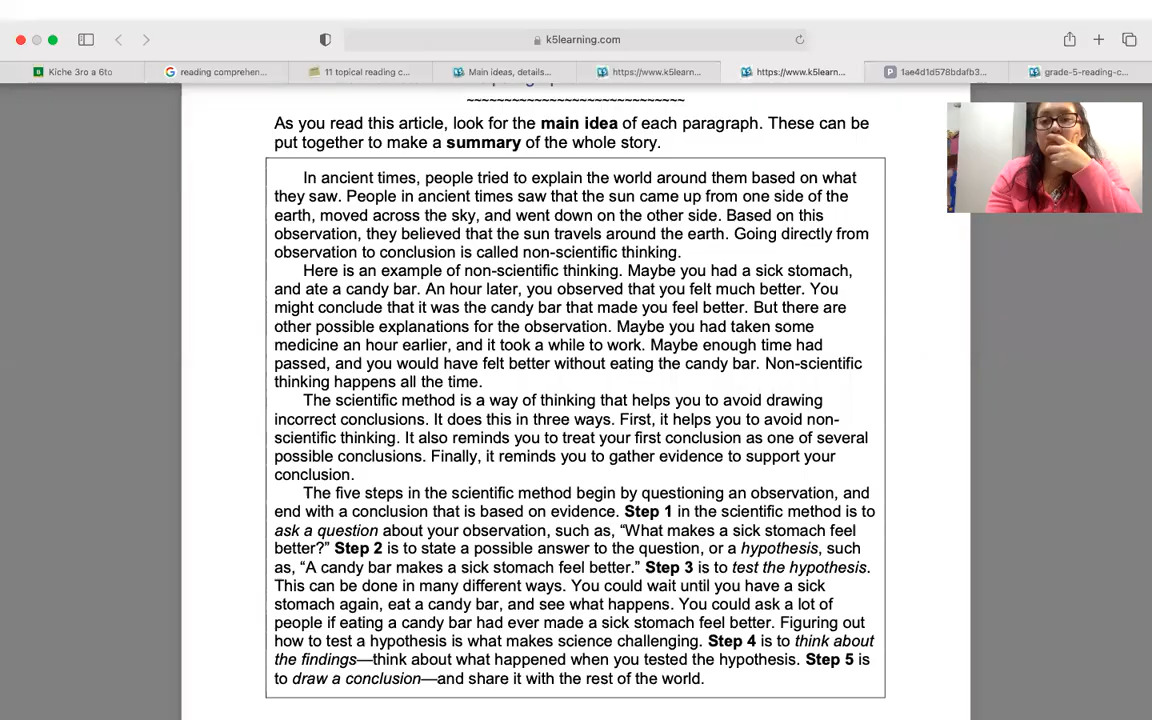 k5learning.com
Kiche 3ro a 6to
reading comprehen...
11 topical reading c...
Main ideas, details...
https://www.k5learn...
https://www.k5learn...
1ae4d1d578bdafb3...
grade-5-reading-c...
~~~~~~~~~~~~~~~~~~~~~~~~~~~~
As you read this article, look for the main idea of each paragraph. These can be
put together to make a summary of the whole story.
In ancient times, people tried to explain the world around them based on what
they saw. People in ancient times saw that the sun came up from one side of the
earth, moved across the sky, and went down on the other side. Based on this
observation, they believed that the sun travels around the earth. Going directly from
observation to conclusion is called non-scientific thinking.
Here is an example of non-scientific thinking. Maybe you had a sick stomach,
and ate a candy bar. An hour later, you observed that you felt much better. You
might conclude that it was the candy bar that made you feel better. But there are
other possible explanations for the observation. Maybe you had taken some
medicine an hour earlier, and it took a while to work. Maybe enough time had
passed, and you would have felt better without eating the candy bar. Non-scientific
thinking happens all the time.
The scientific method is a way of thinking that helps you to avoid drawing
incorrect conclusions. It does this in three ways. First, it helps you to avoid non-
scientific thinking. It also reminds you to treat your first conclusion as one of several
possible conclusions. Finally, it reminds you to gather evidence to support your
conclusion.
The five steps in the scientific method begin by questioning an observation, and
end with a conclusion that is based on evidence. Step 1 in the scientific method is to
ask a question about your observation, such as, “What makes a sick stomach feel
better?” Step 2 is to state a possible answer to the question, or a hypothesis, such
as, “A candy bar makes a sick stomach feel better.” Step 3 is to test the hypothesis.
This can be done in many different ways. You could wait until you have a sick
stomach again, eat a candy bar, and see what happens. You could ask a lot of
people if eating a candy bar had ever made a sick stomach feel better. Figuring out
how to test a hypothesis is what makes science challenging. Step 4 is to think about
the findings—think about what happened when you tested the hypothesis. Step 5 is
to draw a conclusion—and share it with the rest of the world.